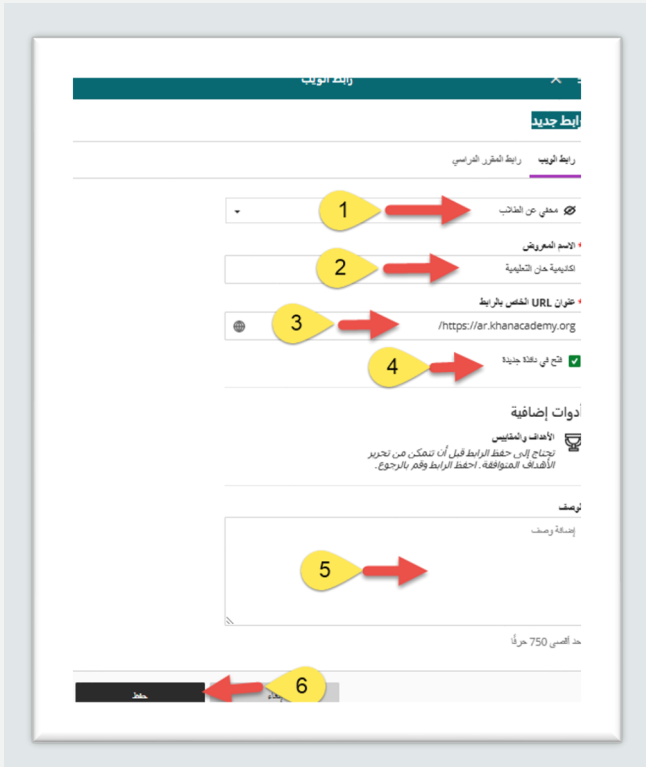 رابط الويب
رابط جديد
رابط الويب رابط المقرر الدراسي
مخفي عن الطلاب
1
* الاسم المعروض
اكاديمية خان التعليمية
2
* عنوان URL الخاص بالرابط
https://ar.khanacademy.org/
3
فتح في نافذة جديدة
4
أدوات إضافية
الأهداف والمقاييس
تحتاج إلى حفظ الرابط قبل أن تتمكن من تحرير
الأهداف المتوافقة. احفظ الرابط وقم بالرجوع.
الوصف
إضافة وصف
5
حد أقصى 750 حرفًا
6
حفظ